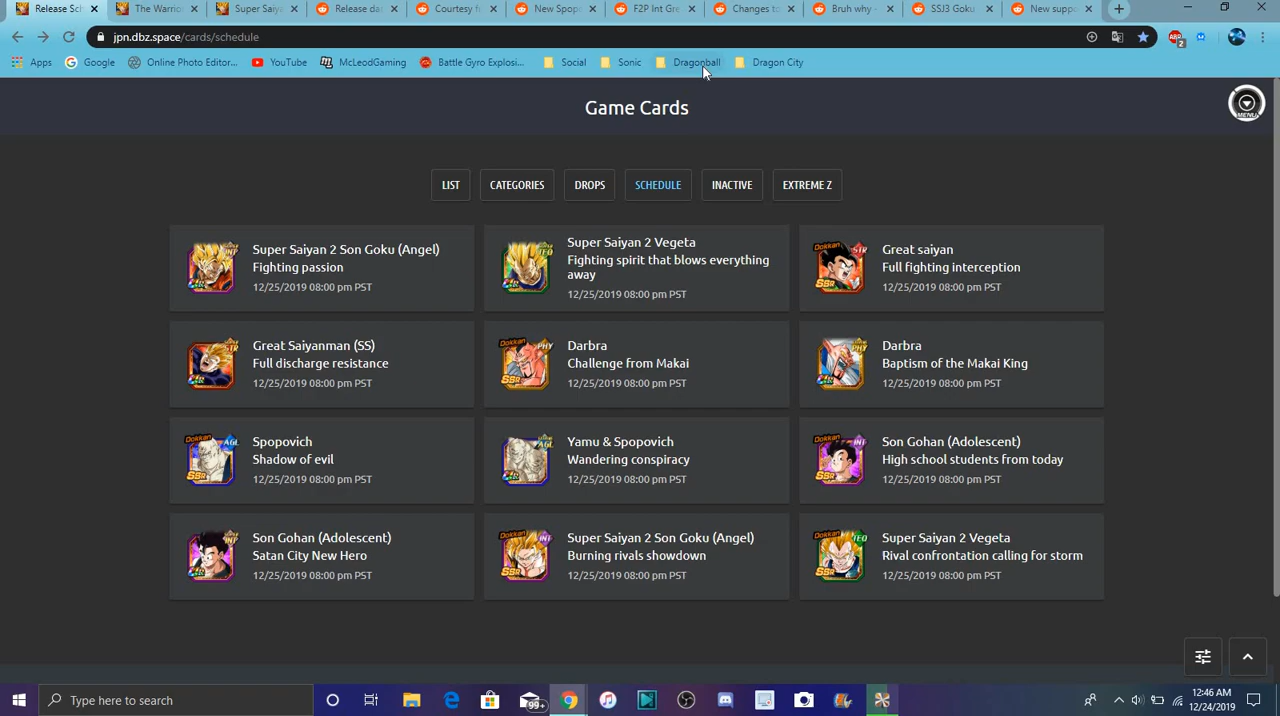 Release Sch
The Warrior
Super Saiya
Release da
Courtesy f
New Spopo
F2P Int Gre
Changes to
Bruh why -
SSJ3 Goku
New suppo
jpn.dbz.space/cards/schedule
Apps
Google
Online Photo Editor...
YouTube
McLeodGaming
Battle Gyro Explosi...
Social
Sonic
Dragonball
Dragon City
Game Cards
MENU
LIST
CATEGORIES
DROPS
SCHEDULE
INACTIVE
EXTREME Z
Super Saiyan 2 Son Goku (Angel)
Fighting passion
12/25/2019 08:00 pm PST
Super Saiyan 2 Vegeta
Fighting spirit that blows everything
away
12/25/2019 08:00 pm PST
Great saiyan
Full fighting interception
12/25/2019 08:00 pm PST
Great Saiyanman (SS)
Full discharge resistance
12/25/2019 08:00 pm PST
Darbra
Challenge from Makai
12/25/2019 08:00 pm PST
Darbra
Baptism of the Makai King
12/25/2019 08:00 pm PST
Spopovich
Shadow of evil
12/25/2019 08:00 pm PST
Yamu & Spopovich
Wandering conspiracy
12/25/2019 08:00 pm PST
Son Gohan (Adolescent)
High school students from today
12/25/2019 08:00 pm PST
Son Gohan (Adolescent)
Satan City New Hero
12/25/2019 08:00 pm PST
Super Saiyan 2 Son Goku (Angel)
Burning rivals showdown
12/25/2019 08:00 pm PST
Super Saiyan 2 Vegeta
Rival confrontation calling for storm
12/25/2019 08:00 pm PST
Type here to search
99+
12:46 AM
12/24/2019